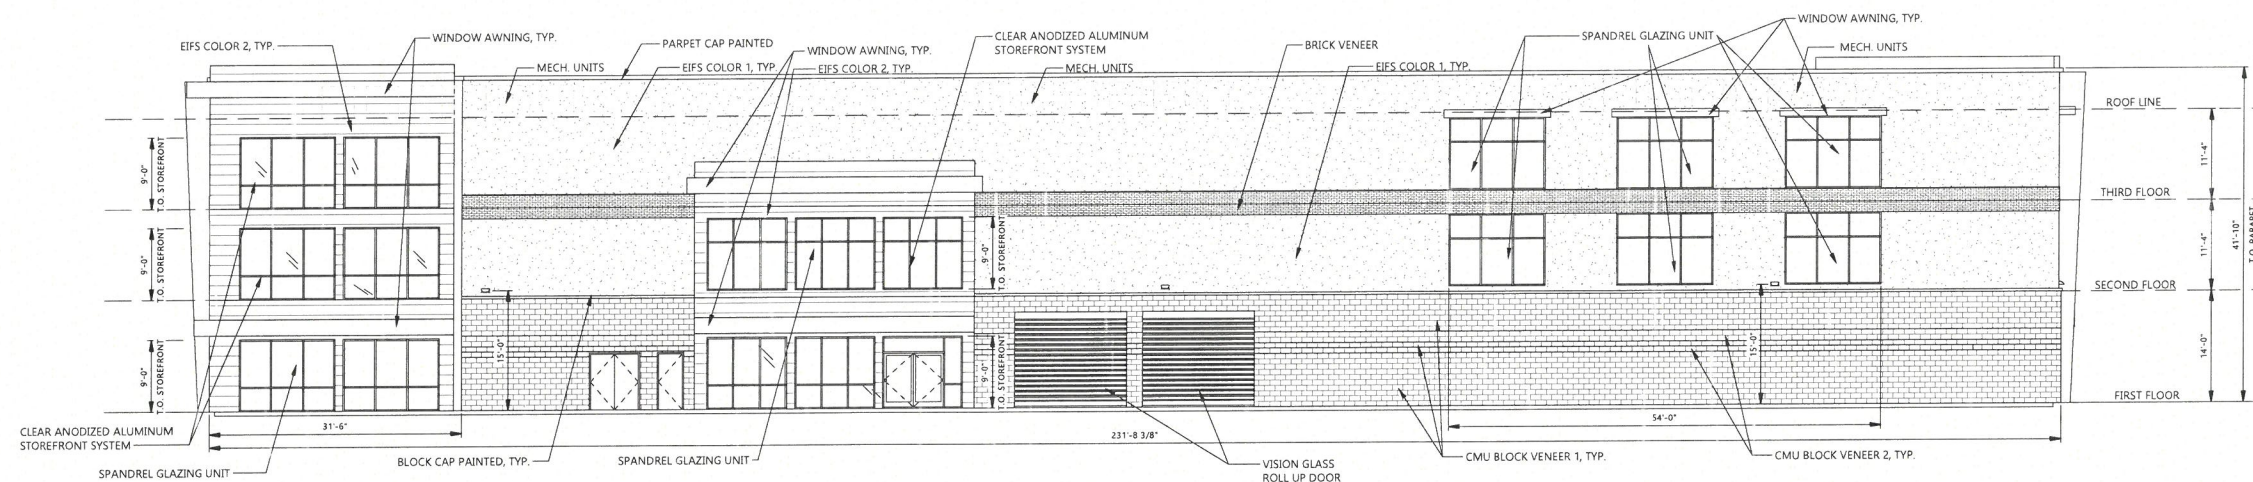 EIFS COLOR 2, TYP.
WINDOW AWNING, TYP.
MECH. UNITS
PARPET CAP PAINTED
EIFS COLOR 1, TYP.
WINDOW AWNING, TYP.
EIFS COLOR 2, TYP.
CLEAR ANODIZED ALUMINUM
STOREFRONT SYSTEM
MECH. UNITS
BRICK VENEER
EIFS COLOR 1, TYP.
SPANDREL GLAZING UNIT
WINDOW AWNING, TYP.
MECH. UNITS
ROOF LINE
THIRD FLOOR
SECOND FLOOR
FIRST FLOOR
11'-4"
11'-4"
14'-0"
41'-10"
T.O. PARAPET
9'-0"
T.O. STOREFRONT
9'-0"
T.O. STOREFRONT
9'-0"
T.O. STOREFRONT
15'-0"
9'-0"
T.O. STOREFRONT
9'-0"
T.O. STORESFRONT
15'-0"
31'-6"
54'-0"
231'-8 3/8"
CLEAR ANODIZED ALUMINUM
STOREFRONT SYSTEM
SPANDREL GLAZING UNIT
BLOCK CAP PAINTED, TYP.
SPANDREL GLAZING UNIT
VISION GLASS
ROLL UP DOOR
CMU BLOCK VENEER 1, TYP.
CMU BLOCK VENEER 2, TYP.